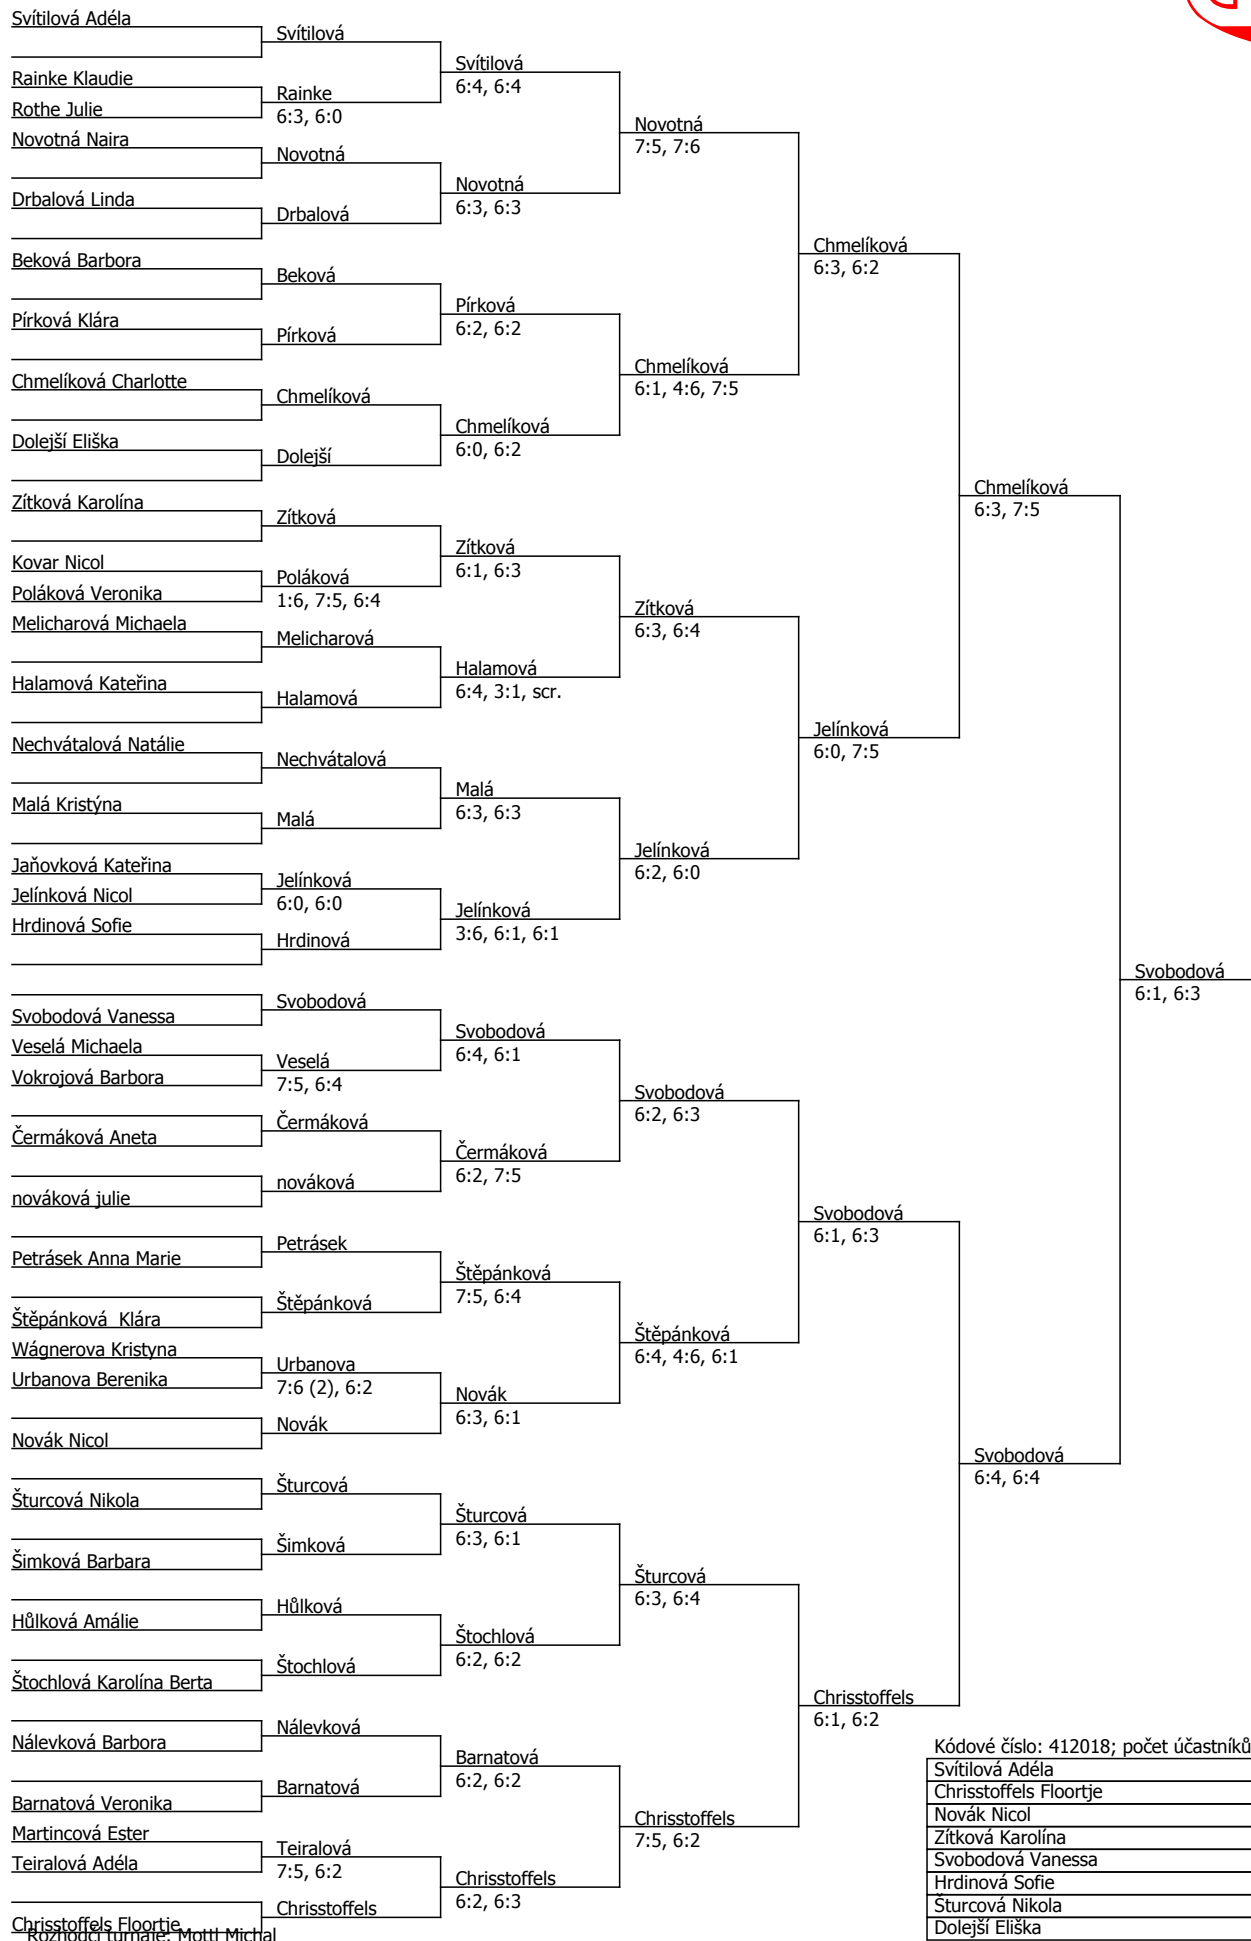 Svítilová Adéla
Rainke Klaudie
Rothe Julie
Novotná Naira
Drbalová Linda
Beková Barbora
Pírková Klára
Chmelíková Charlotte
Dolejší Eliška
Zítková Karolína
Kovar Nicol
Poláková Veronika
Melicharová Michaela
Halamová Kateřina
Nechvátalová Natálie
Malá Kristýna
Jaňovková Kateřina
Jelínková Nicol
Hrdinová Sofie
Svobodová Vanessa
Veselá Michaela
Vokrojová Barbora
Čermáková Aneta
nováková julie
Petrásek Anna Marie
Štěpánková  Klára
Wágnerova Kristyna
Urbanova Berenika
Novák Nicol
Šturcová Nikola
Šimková Barbara
Hůlková Amálie
Štochlová Karolína Berta
Nálevková Barbora
Barnatová Veronika
Martincová Ester
Teiralová Adéla
Chrisstoffels Floortje
Rozhodčí turnaje: Mottl Michal
Svítilová
Rainke
6:3, 6:0
Novotná
Drbalová
Beková
Pírková
Chmelíková
Dolejší
Zítková
Poláková
1:6, 7:5, 6:4
Melicharová
Halamová
Nechvátalová
Malá
Jelínková
6:0, 6:0
Hrdinová
Svobodová
Veselá
7:5, 6:4
Čermáková
nováková
Petrásek
Štěpánková
Urbanova
7:6 (2), 6:2
Novák
Šturcová
Šimková
Hůlková
Štochlová
Nálevková
Barnatová
Teiralová
7:5, 6:2
Chrisstoffels
Svítilová
6:4, 6:4
Novotná
6:3, 6:3
Pírková
6:2, 6:2
Chmelíková
6:0, 6:2
Zítková
6:1, 6:3
Halamová
6:4, 3:1, scr.
Malá
6:3, 6:3
Jelínková
3:6, 6:1, 6:1
Svobodová
6:4, 6:1
Čermáková
6:2, 7:5
Štěpánková
7:5, 6:4
Novák
6:3, 6:1
Šturcová
6:3, 6:1
Štochlová
6:2, 6:2
Barnatová
6:2, 6:2
Chrisstoffels
6:2, 6:3
Novotná
7:5, 7:6
Chmelíková
6:1, 4:6, 7:5
Zítková
6:3, 6:4
Jelínková
6:2, 6:0
Svobodová
6:2, 6:3
Štěpánková
6:4, 4:6, 6:1
Šturcová
6:3, 6:4
Chrisstoffels
7:5, 6:2
Chmelíková
6:3, 6:2
Jelínková
6:0, 7:5
Svobodová
6:1, 6:3
Chrisstoffels
6:1, 6:2
Chmelíková
6:3, 7:5
Svobodová
6:4, 6:4
Svobodová
6:1, 6:3
Kódové číslo: 412018; počet účastníků
Svítilová Adéla
Chrisstoffels Floortje
Novák Nicol
Zítková Karolína
Svobodová Vanessa
Hrdinová Sofie
Šturcová Nikola
Dolejší Eliška